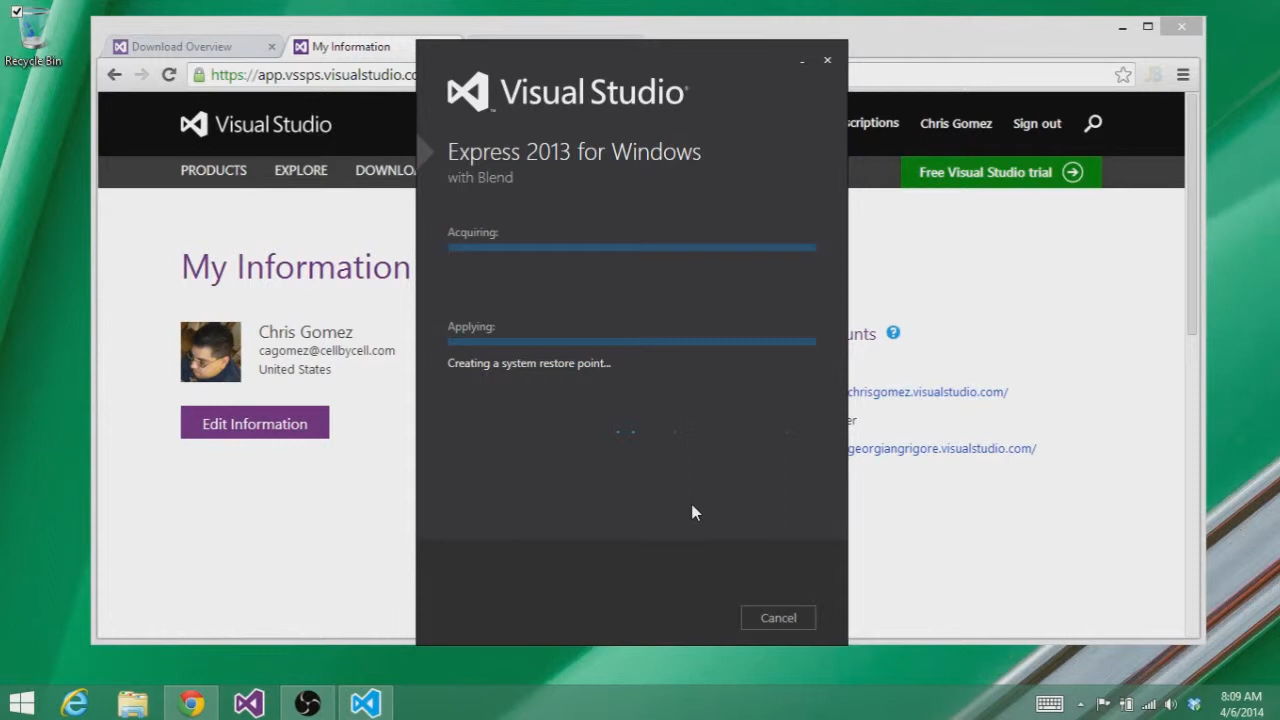 Recycle Bin
Download Overview
My Information
https://app.vssps.visualstudio.co
Visual Studio
scriptions
Chris Gomez
Sign out
PRODUCTS
EXPLORE
DOWNLO
Free Visual Studio trial
My Information
Chris Gomez
cagomez@cellbycell.com
United States
Edit Information
Visual Studio
Express 2013 for Windows
with Blend
Acquiring:
Applying:
Creating a system restore point...
Cancel
unts
chrisgomez.visualstudio.com/
er
georgiangrigore.visualstudio.com/
8:09 AM
4/6/2014